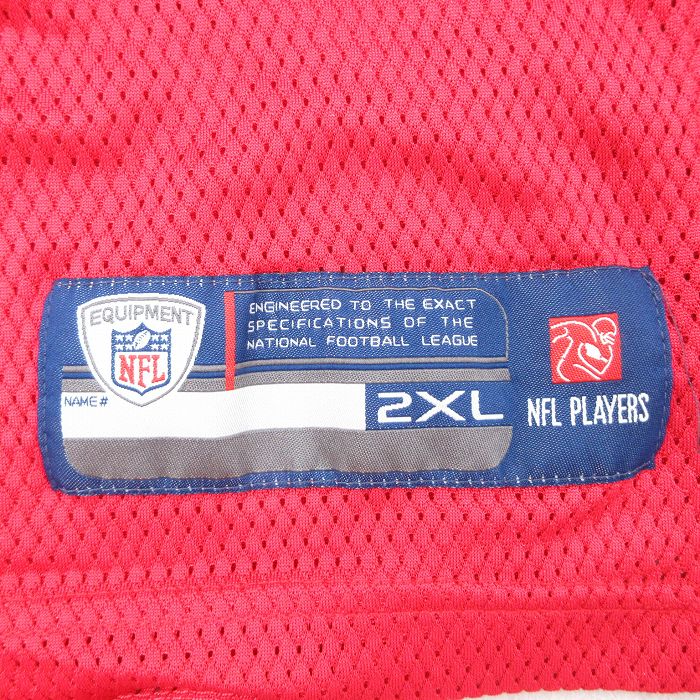 EQUIPMENT
NFL
ENGINEERED TO THE EXACT
SPECIFICATIONS OF THE
NATIONAL FOOTBALL LEAGUE
NAME #
2XL
NFL PLAYERS